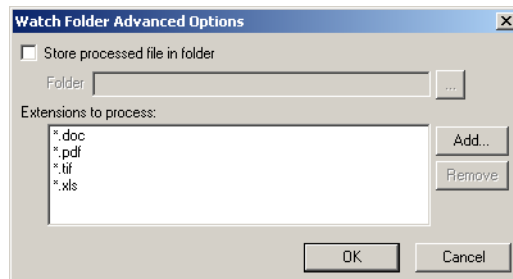 Watch Folder Advanced Options
Store processed file in folder
Folder ...
Extensions to process:
*.doc
*.pdf
*.tif
*.xls
Add...
Remove
OK Cancel